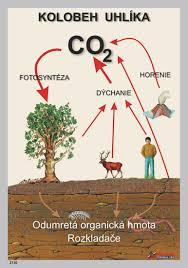 KOLOBEH UHLÍKA
CO2
FOTOSYNTÉZA
HORENIE
DÝCHANIE
Odumretá organická hmota
Rozkladače